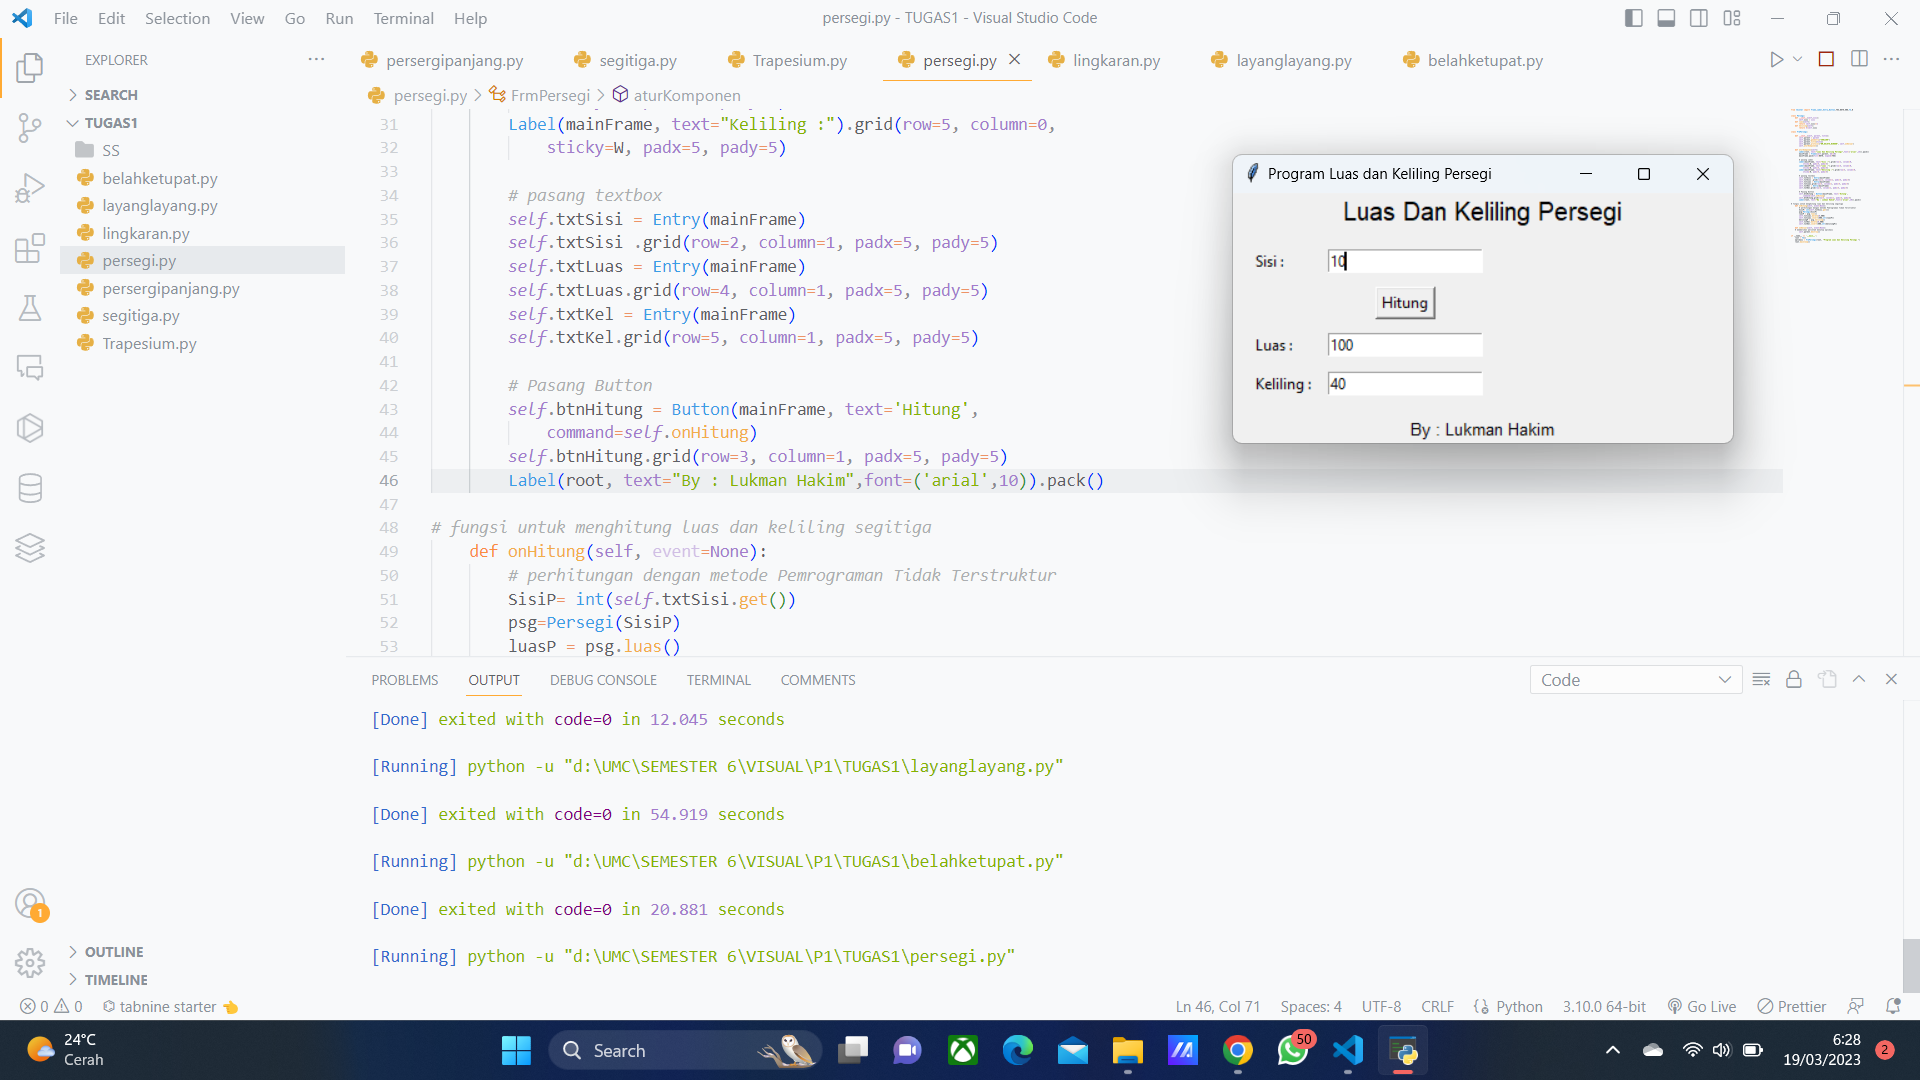 File Edit Selection View Go Run Terminal Help
persegi.py - TUGAS1 - Visual Studio Code
EXPLORER
SEARCH
TUGAS1
SS
belahketupat.py
layanglayang.py
lingkaran.py
persegi.py
persergipanjang.py
segitiga.py
Trapesium.py
OUTLINE
TIMELINE
persergipanjang.py segitiga.py Trapesium.py persegi.py lingkaran.py layanglayang.py belahketupat.py
persegi.py > FrmPersegi > aturKomponen
31 Label(mainFrame, text="Keliling :").grid(row=5, column=0,
32 sticky=W, padx=5, pady=5)
33
34 # pasang textbox
35 self.txtSisi = Entry(mainFrame)
36 self.txtSisi .grid(row=2, column=1, padx=5, pady=5)
37 self.txtLuas = Entry(mainFrame)
38 self.txtLuas.grid(row=4, column=1, padx=5, pady=5)
39 self.txtKel = Entry(mainFrame)
40 self.txtKel.grid(row=5, column=1, padx=5, pady=5)
41
42 # Pasang Button
43 self.btnHitung = Button(mainFrame, text='Hitung',
44 command=self.onHitung)
45 self.btnHitung.grid(row=3, column=1, padx=5, pady=5)
46 Label(root, text="By : Lukman Hakim",font=('arial',10)).pack()
47
48 # fungsi untuk menghitung luas dan keliling segitiga
49 def onHitung(self, event=None):
50 # perhitungan dengan metode Pemrograman Tidak Terstruktur
51 SisiP= int(self.txtSisi.get())
52 psg=Persegi(SisiP)
53 luasP = psg.luas()
Program Luas dan Keliling Persegi
Luas Dan Keliling Persegi
Sisi : 10
Hitung
Luas : 100
Keliling : 40
By : Lukman Hakim
PROBLEMS OUTPUT DEBUG CONSOLE TERMINAL COMMENTS
Code
[Done] exited with code=0 in 12.045 seconds
[Running] python -u "d:\UMC\SEMESTER 6\VISUAL\P1\TUGAS1\layanglayang.py"
[Done] exited with code=0 in 54.919 seconds
[Running] python -u "d:\UMC\SEMESTER 6\VISUAL\P1\TUGAS1\belahketupat.py"
[Done] exited with code=0 in 20.881 seconds
[Running] python -u "d:\UMC\SEMESTER 6\VISUAL\P1\TUGAS1\persegi.py"
1
0 0 tabnine starter
Ln 46, Col 71 Spaces: 4 UTF-8 CRLF Python 3.10.0 64-bit Go Live Prettier
24°C
Cerah
Search
50
6:28
19/03/2023
2